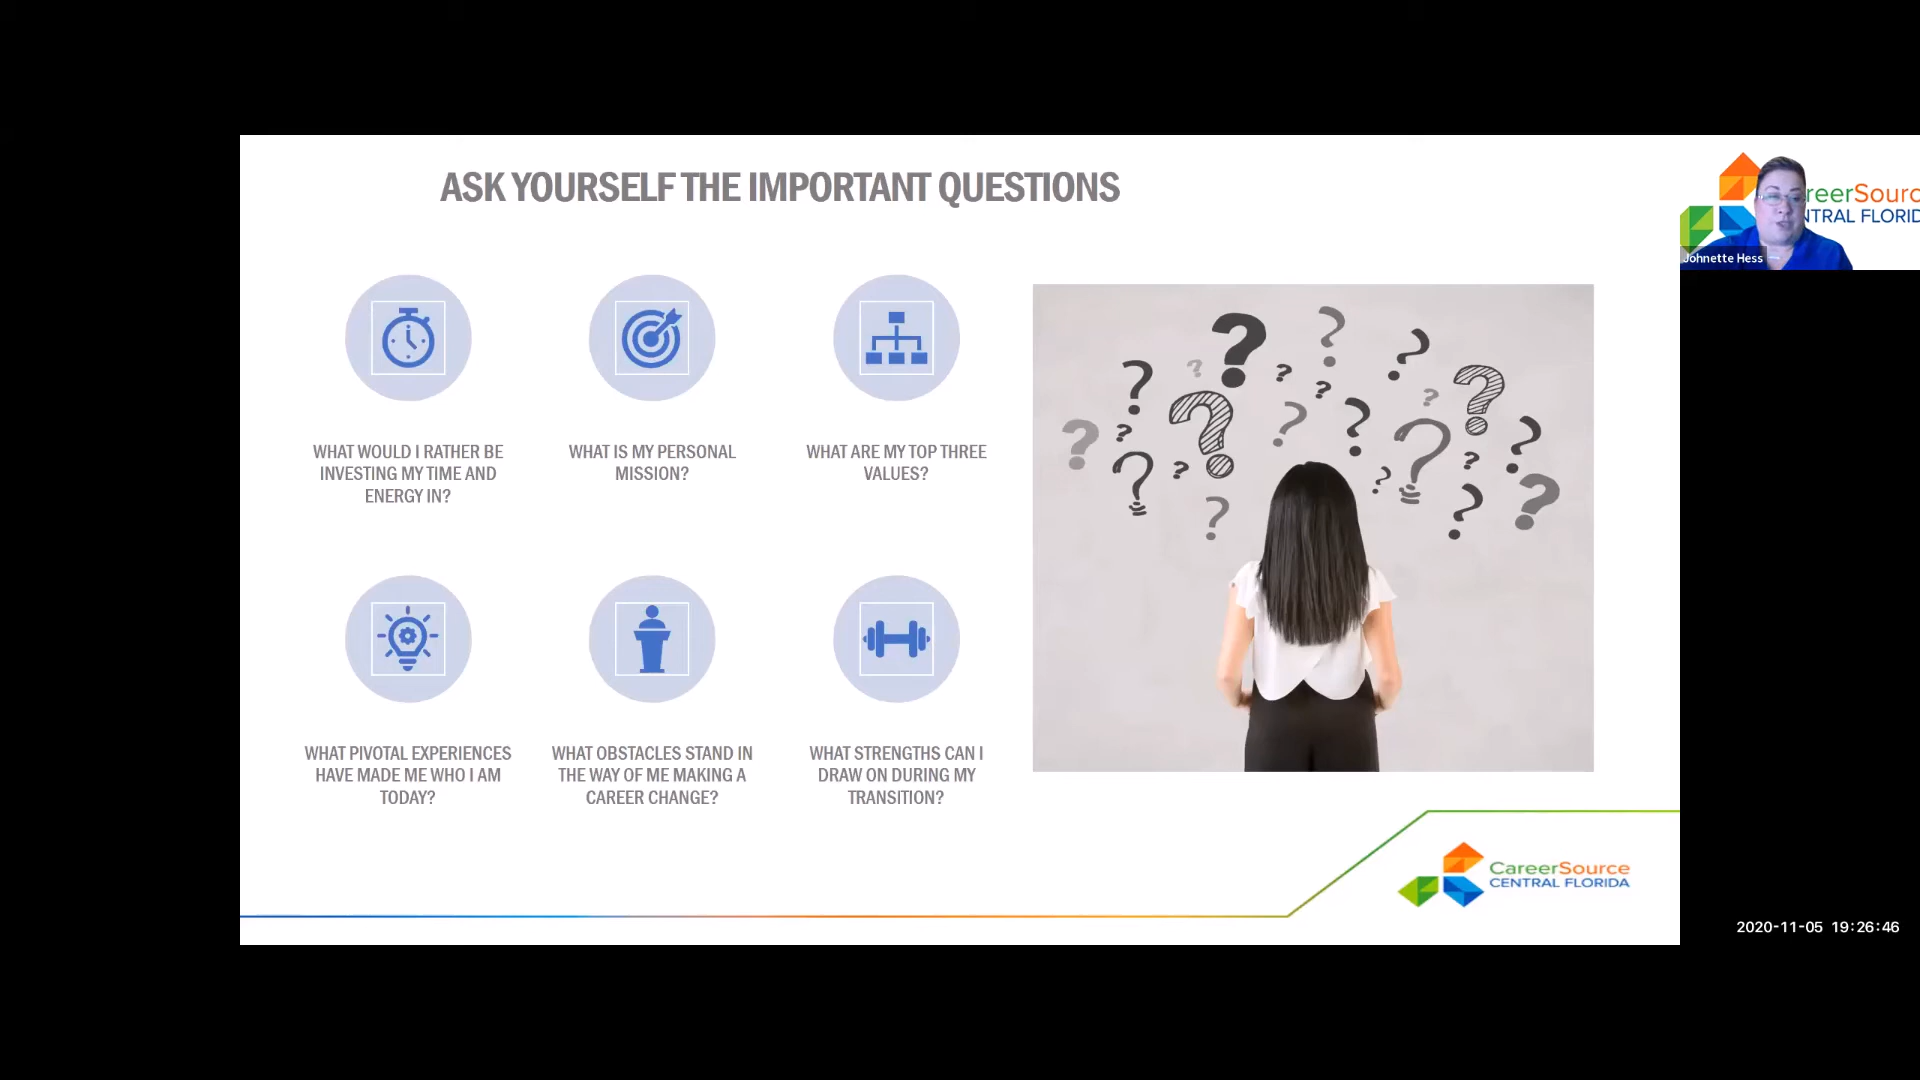 ASK YOURSELF THE IMPORTANT QUESTIONS
reerSourc
NTRAL FLORID
Johnette Hess
WHAT WOULD I RATHER BE
INVESTING MY TIME AND
ENERGY IN?
WHAT IS MY PERSONAL
MISSION?
WHAT ARE MY TOP THREE
VALUES?
WHAT PIVOTAL EXPERIENCES
HAVE MADE ME WHO I AM
TODAY?
WHAT OBSTACLES STAND IN
THE WAY OF ME MAKING A
CAREER CHANGE?
WHAT STRENGTHS CAN I
DRAW ON DURING MY
TRANSITION?
CareerSource
CENTRAL FLORIDA
2020-11-05 19:26:46